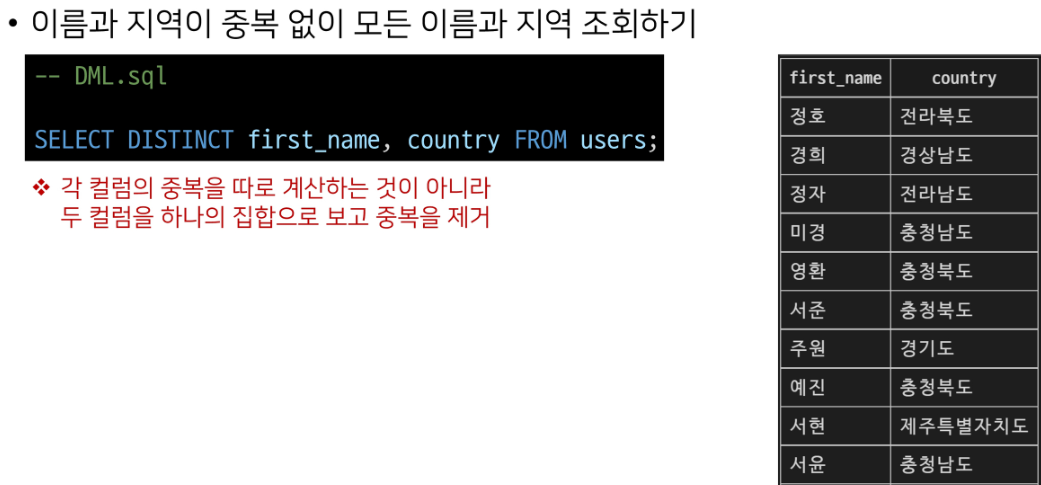 • 이름과 지역이 중복 없이 모든 이름과 지역 조회하기
-- DML.sql
SELECT DISTINCT first_name, country FROM users;
❖ 각 컬럼의 중복을 따로 계산하는 것이 아니라
두 컬럼을 하나의 집합으로 보고 중복을 제거
first_name country
정호 전라북도
경희 경상남도
정자 전라남도
미경 충청남도
영환 충청북도
서준 충청북도
주원 경기도
예진 충청북도
서현 제주특별자치도
서윤 충청남도